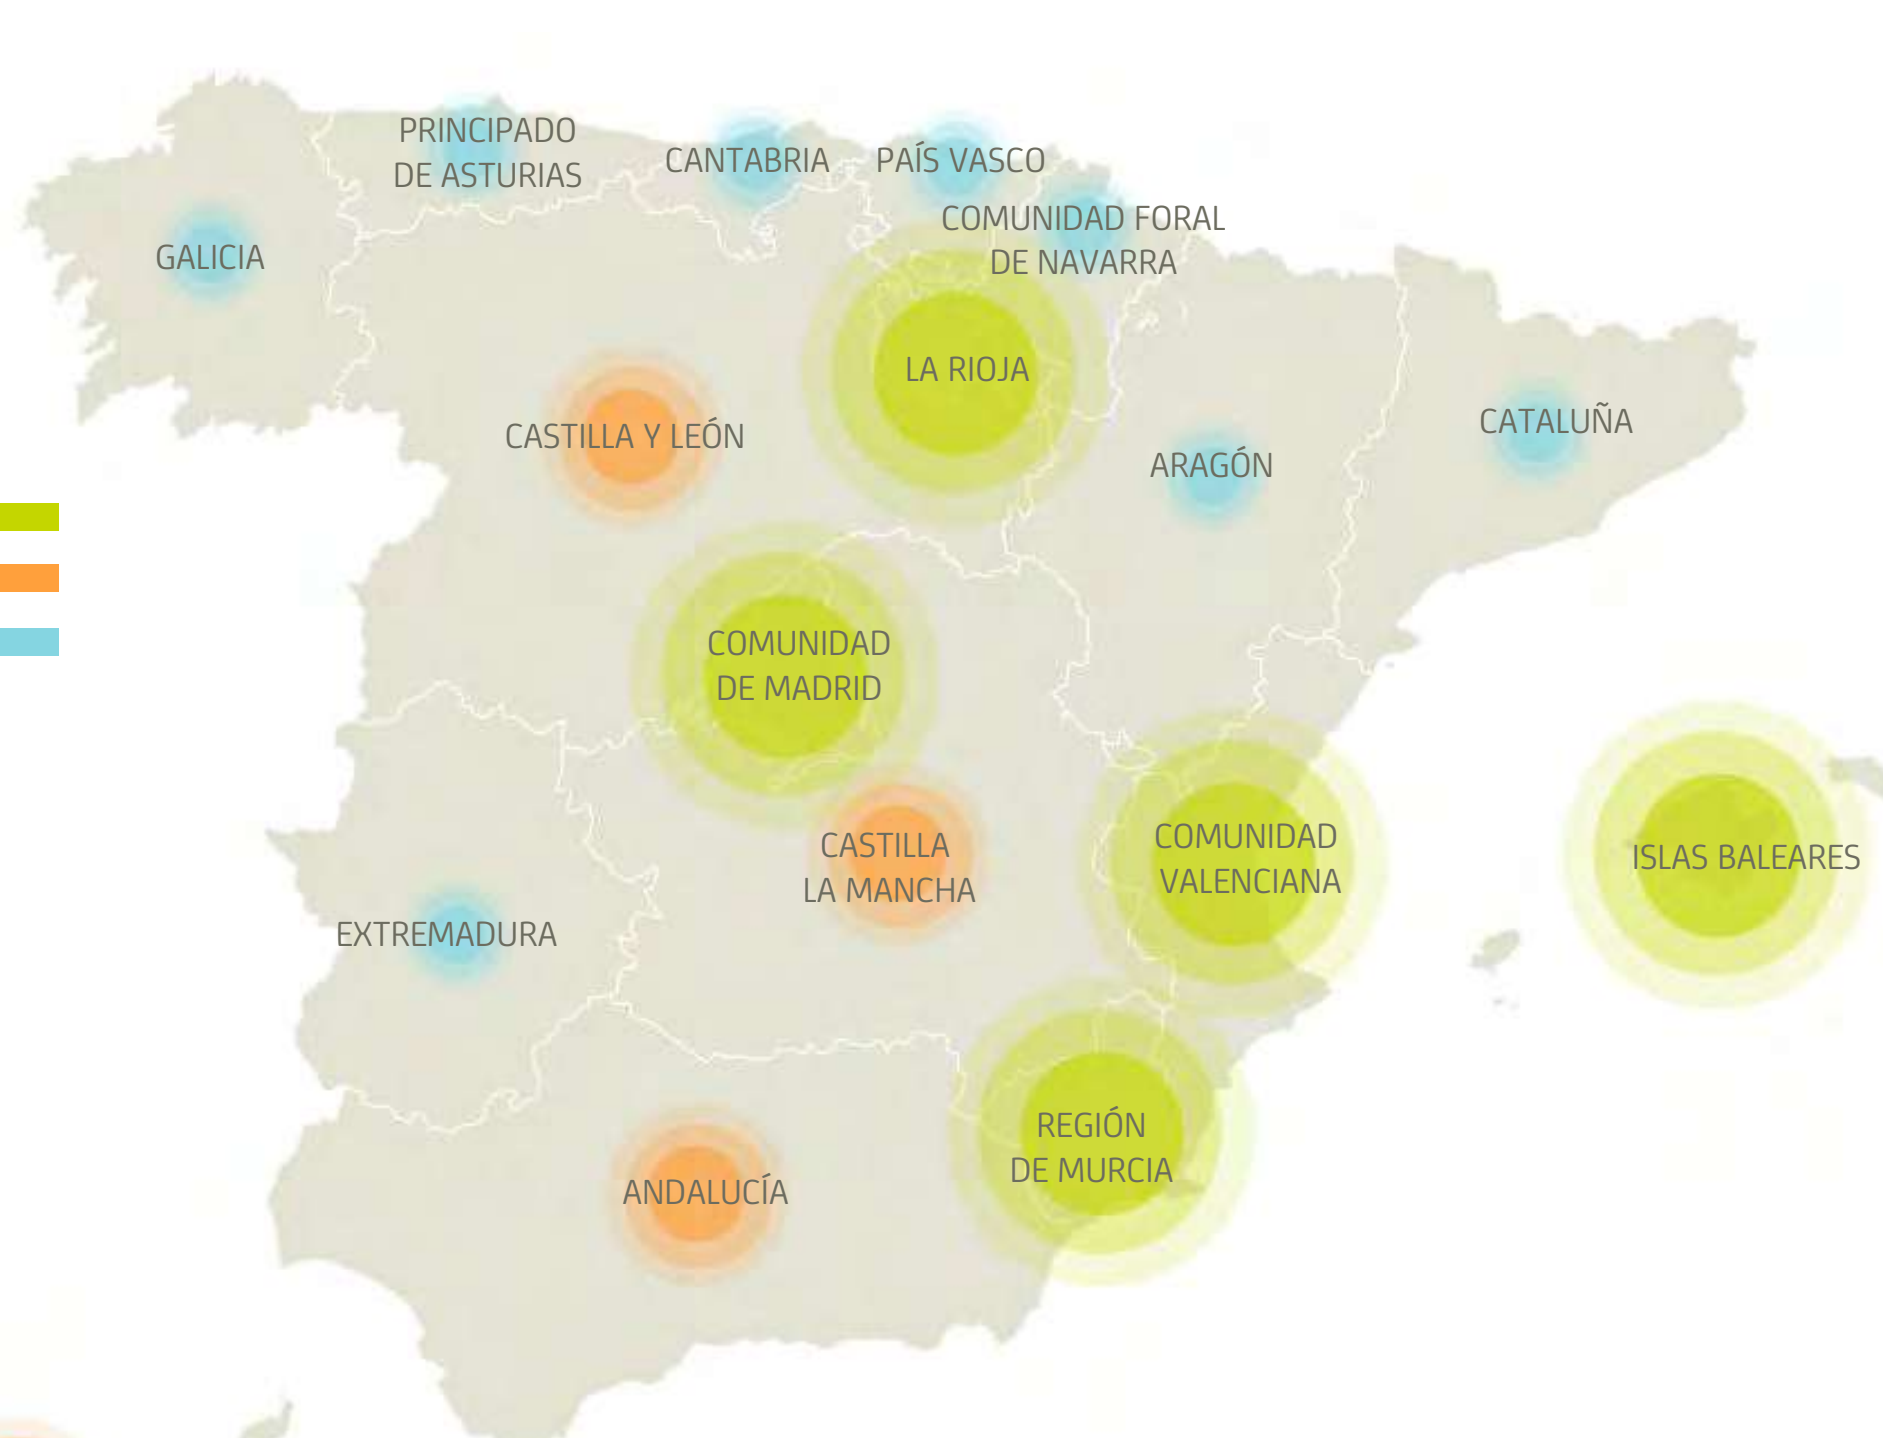 PRINCIPADO
DE ASTURIAS
CANTABRIA
PAÍS VASCO
COMUNIDAD FORAL
DE NAVARRA
GALICIA
LA RIOJA
CASTILLA Y LEÓN
ARAGÓN
CATALUÑA
COMUNIDAD
DE MADRID
CASTILLA
LA MANCHA
COMUNIDAD
VALENCIANA
ISLAS BALEARES
EXTREMADURA
REGIÓN
DE MURCIA
ANDALUCÍA